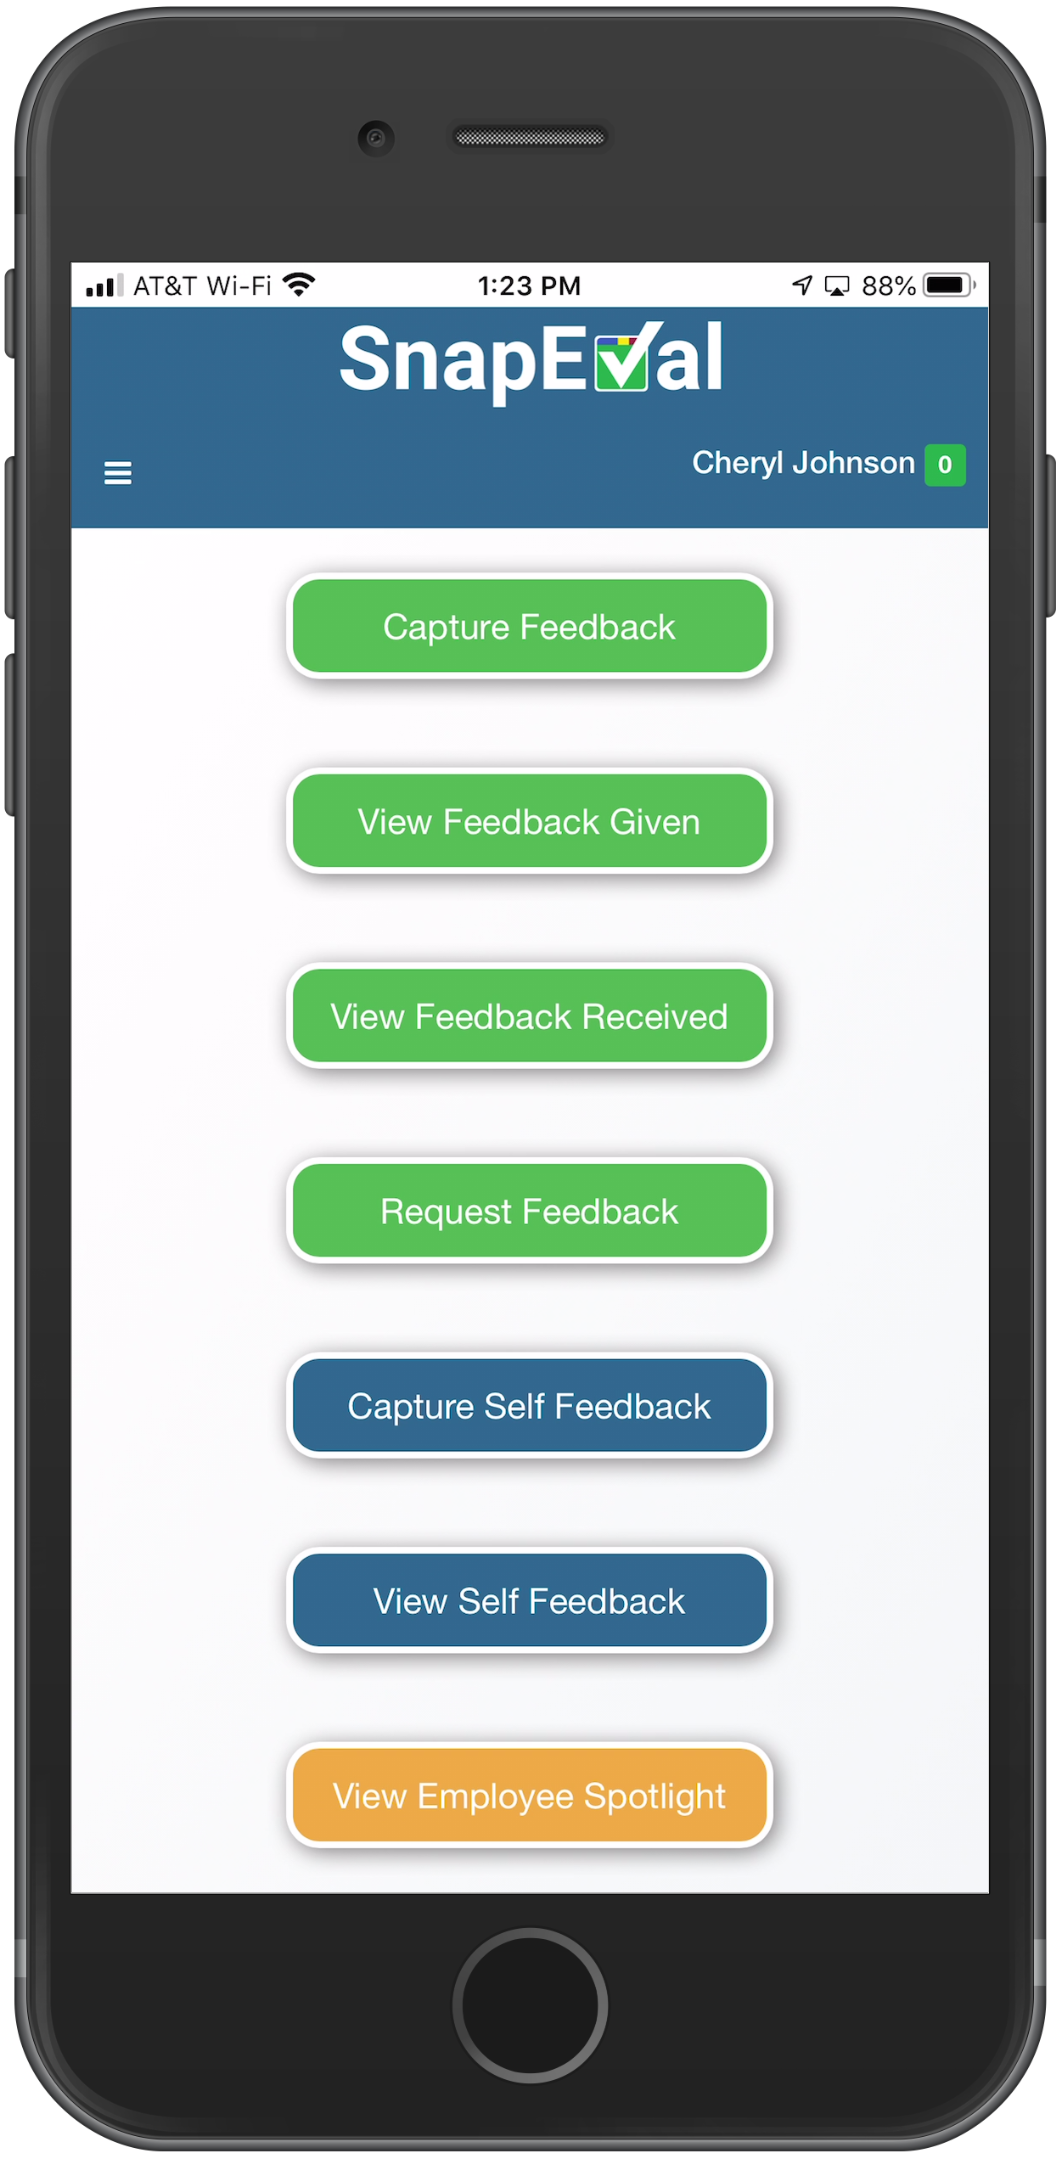 AT&T Wi-Fi 1:23 PM 88%
SnapEval
Cheryl Johnson 0
Capture Feedback
View Feedback Given
View Feedback Received
Request Feedback
Capture Self Feedback
View Self Feedback
View Employee Spotlight